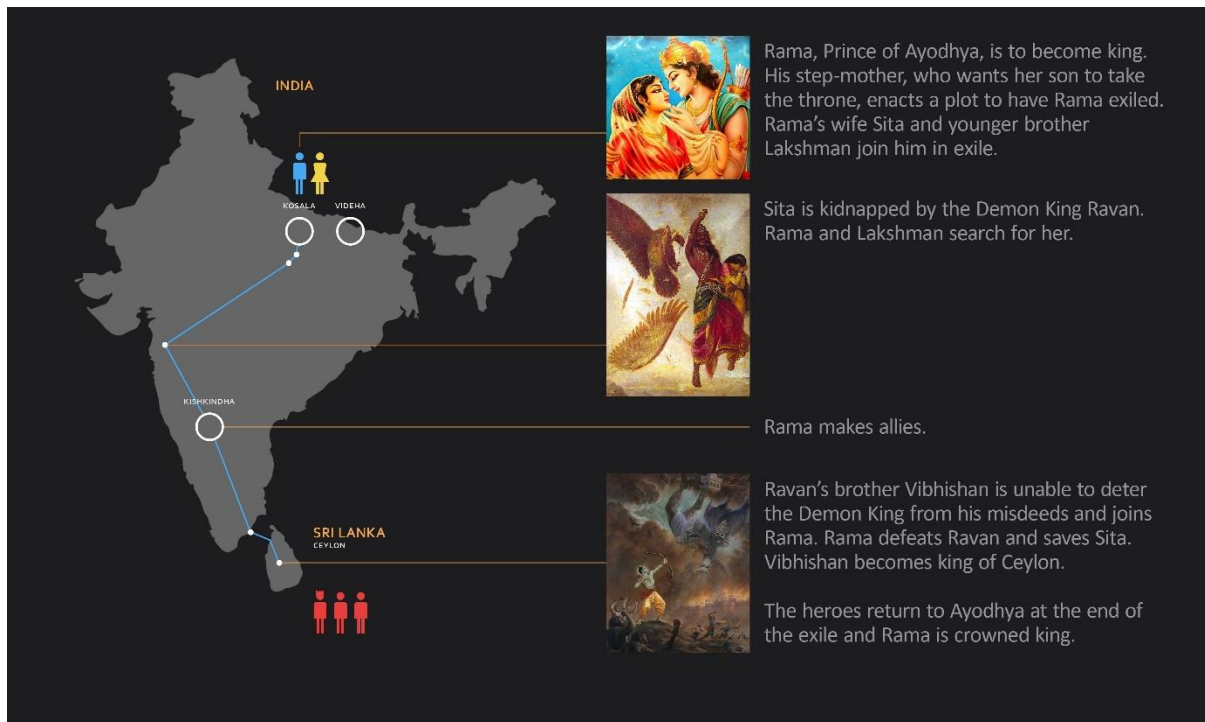 INDIA
KOSALA
VIDEHA
KISHKINDHA
SRI LANKA
CEYLON
Rama, Prince of Ayodhya, is to become king.
His step-mother, who wants her son to take
the throne, enacts a plot to have Rama exiled.
Rama’s wife Sita and younger brother
Lakshman join him in exile.
Sita is kidnapped by the Demon King Ravan.
Rama and Lakshman search for her.
Rama makes allies.
Ravan’s brother Vibhishan is unable to deter
the Demon King from his misdeeds and joins
Rama. Rama defeats Ravan and saves Sita.
Vibhishan becomes king of Ceylon.
The heroes return to Ayodhya at the end of
the exile and Rama is crowned king.